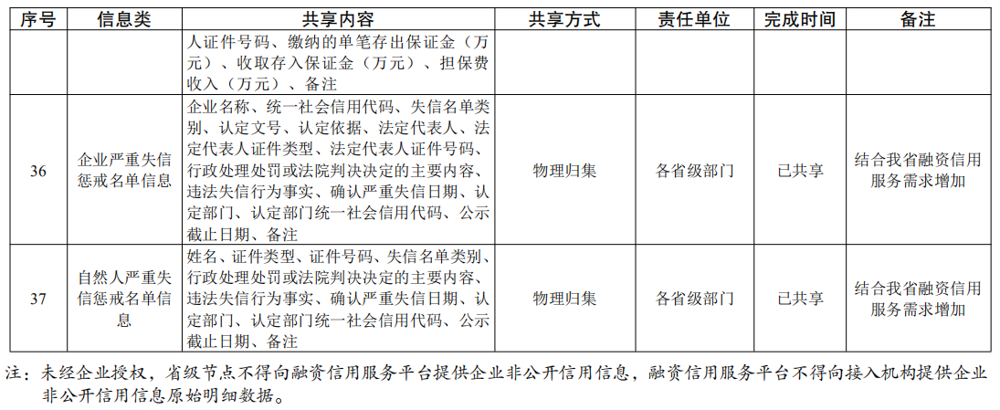 序号 信息类 共享内容 共享方式 责任单位 完成时间 备注
人证件号码、缴纳的单笔存出保证金（万
元）、收取存入保证金（万元）、担保费
收入（万元）、备注
36
企业严重失信
惩戒名单信息
企业名称、统一社会信用代码、失信名单类
别、认定文号、认定依据、法定代表人、法
定代表人证件类型、法定代表人证件号码、
行政处理处罚或法院判决决定的主要内容、
违法失信行为事实、确认严重失信日期、认
定部门、认定部门统一社会信用代码、公示
截止日期、备注
物理归集
各省级部门
已共享
结合我省融资信用
服务需求增加
37
自然人严重失
信惩戒名单信
息
姓名、证件类型、证件号码、失信名单类别、
行政处理处罚或法院判决决定的主要内容、
违法失信行为事实、确认严重失信日期、认
定部门、认定部门统一社会信用代码、公示
截止日期、备注
物理归集
各省级部门
已共享
结合我省融资信用
服务需求增加
注：未经企业授权，省级节点不得向融资信用服务平台提供企业非公开信用信息，融资信用服务平台不得向接入机构提供企业
非公开信用信息原始明细数据。